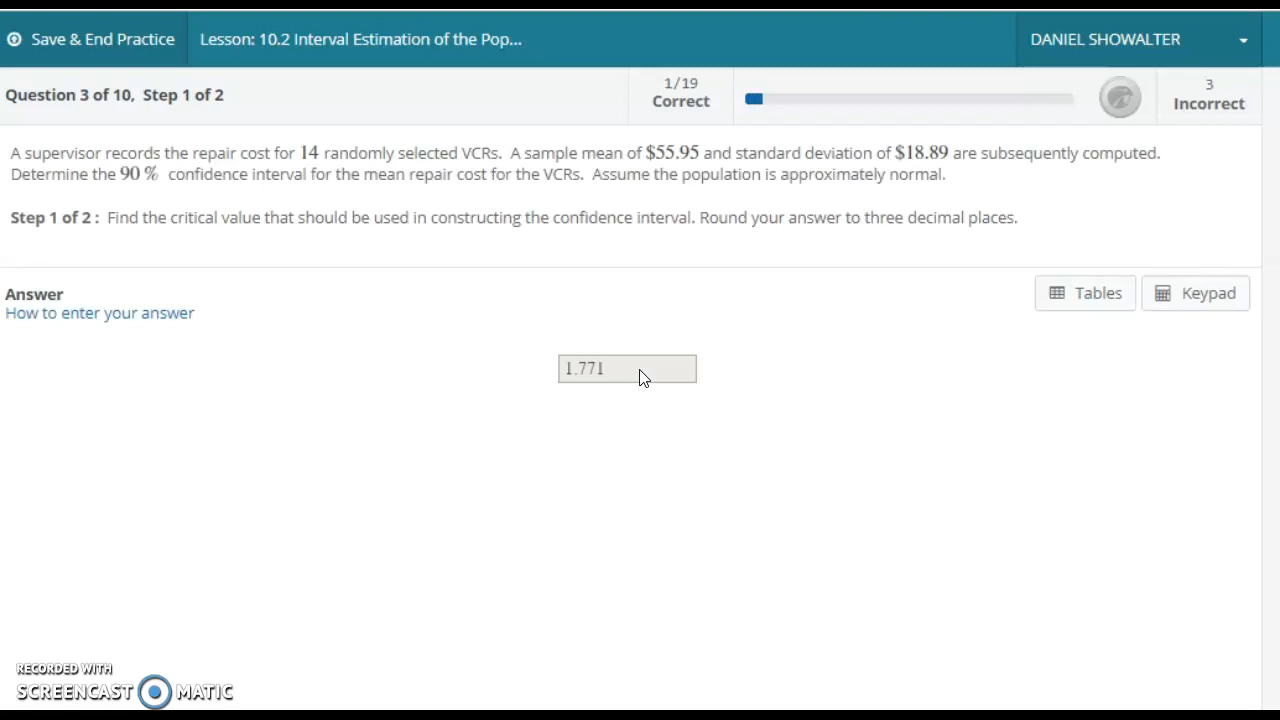 Save & End Practice
Lesson: 10.2 Interval Estimation of the Pop...
DANIEL SHOWALTER
Question 3 of 10, Step 1 of 2
1/19
Correct
3
Incorrect
A supervisor records the repair cost for 14 randomly selected VCRs. A sample mean of $55.95 and standard deviation of $18.89 are subsequently computed.
Determine the 90 % confidence interval for the mean repair cost for the VCRs. Assume the population is approximately normal.
Step 1 of 2 : Find the critical value that should be used in constructing the confidence interval. Round your answer to three decimal places.
Answer
How to enter your answer
Tables
Keypad
1.771
RECORDED WITH
SCREENCAST MATIC